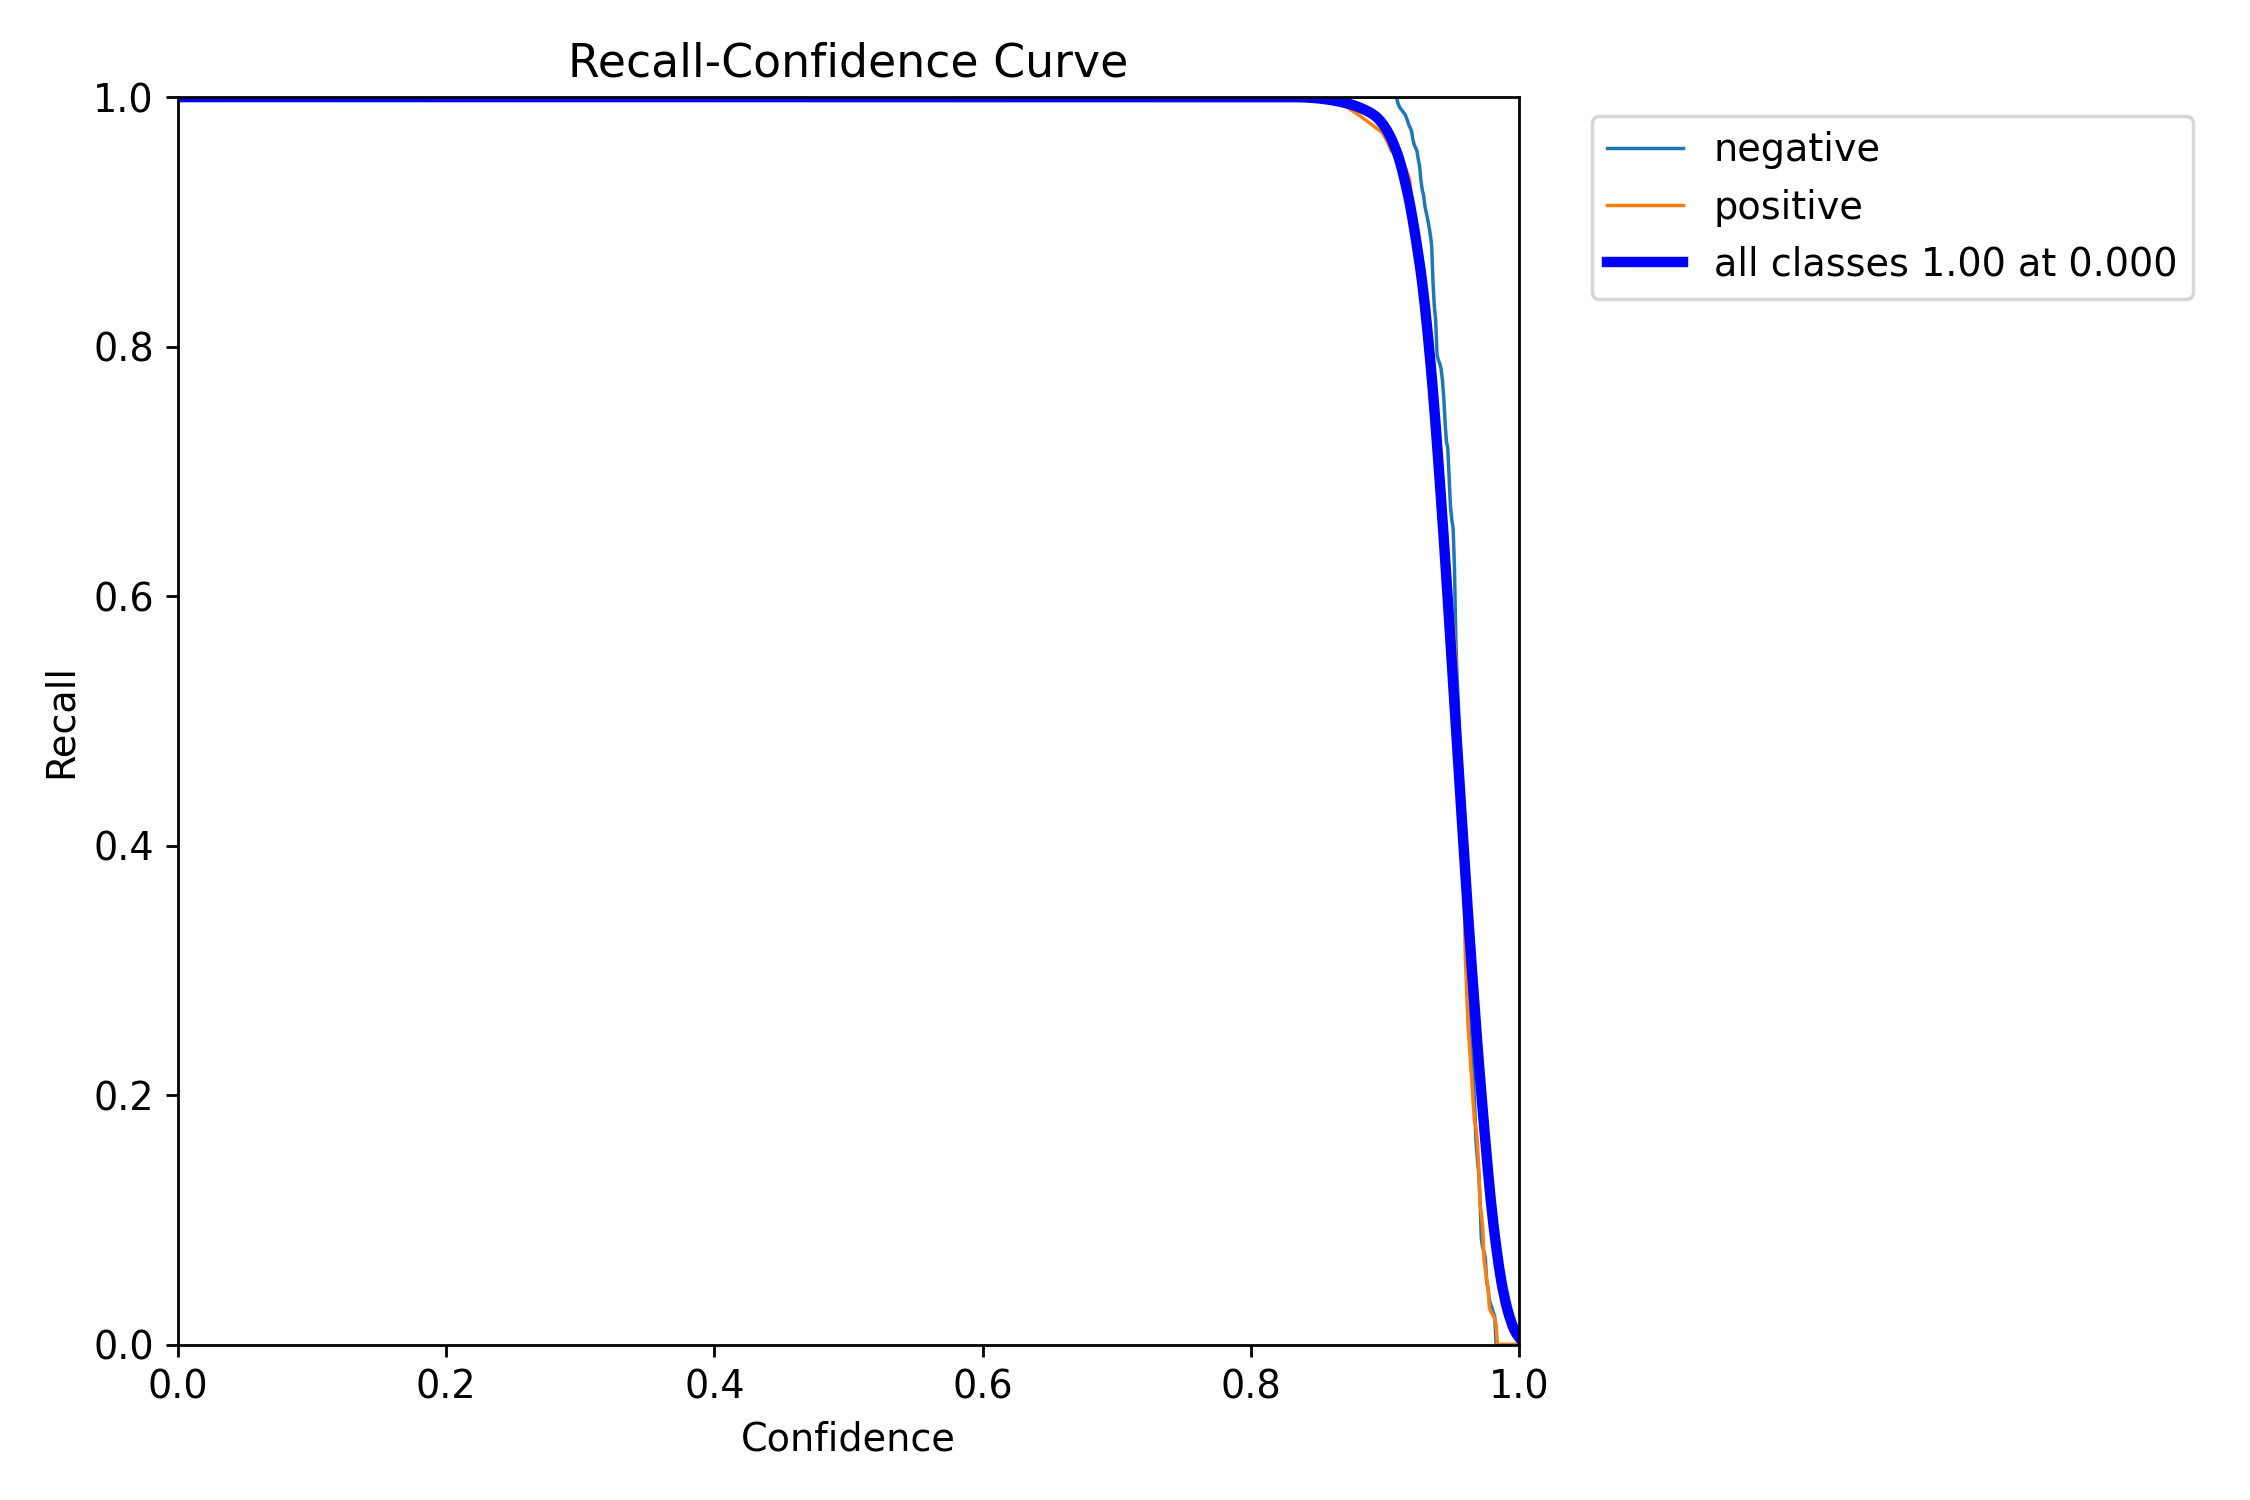 Recall-Confidence Curve
1.0
0.8
0.6
0.4
0.2
0.0
Recall
0.0 0.2 0.4 0.6 0.8 1.0
Confidence
negative
positive
all classes 1.00 at 0.000